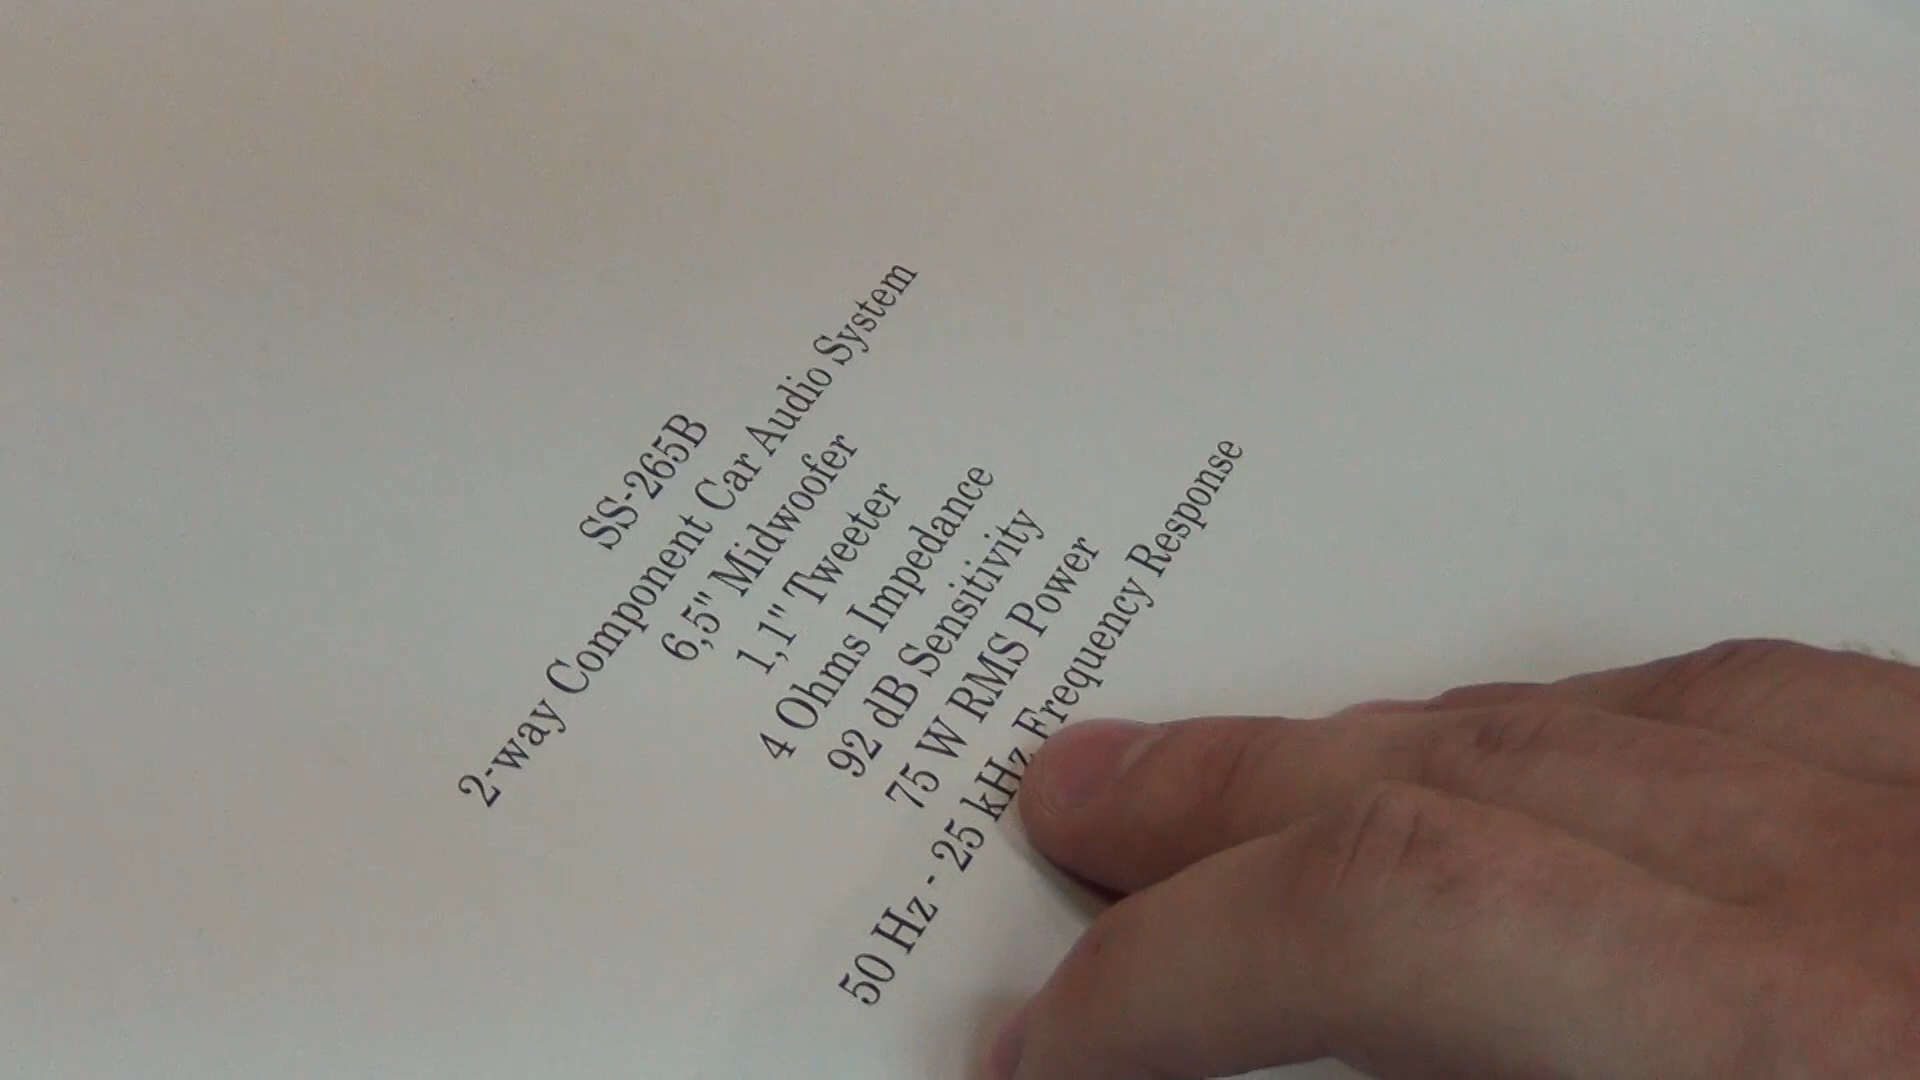 SS-265B
2-way Component Car Audio System
6,5" Midwoofer
1,1" Tweeter
4 Ohms Impedance
92 dB Sensitivity
75 W RMS Power
50 Hz - 25 kHz Frequency Response